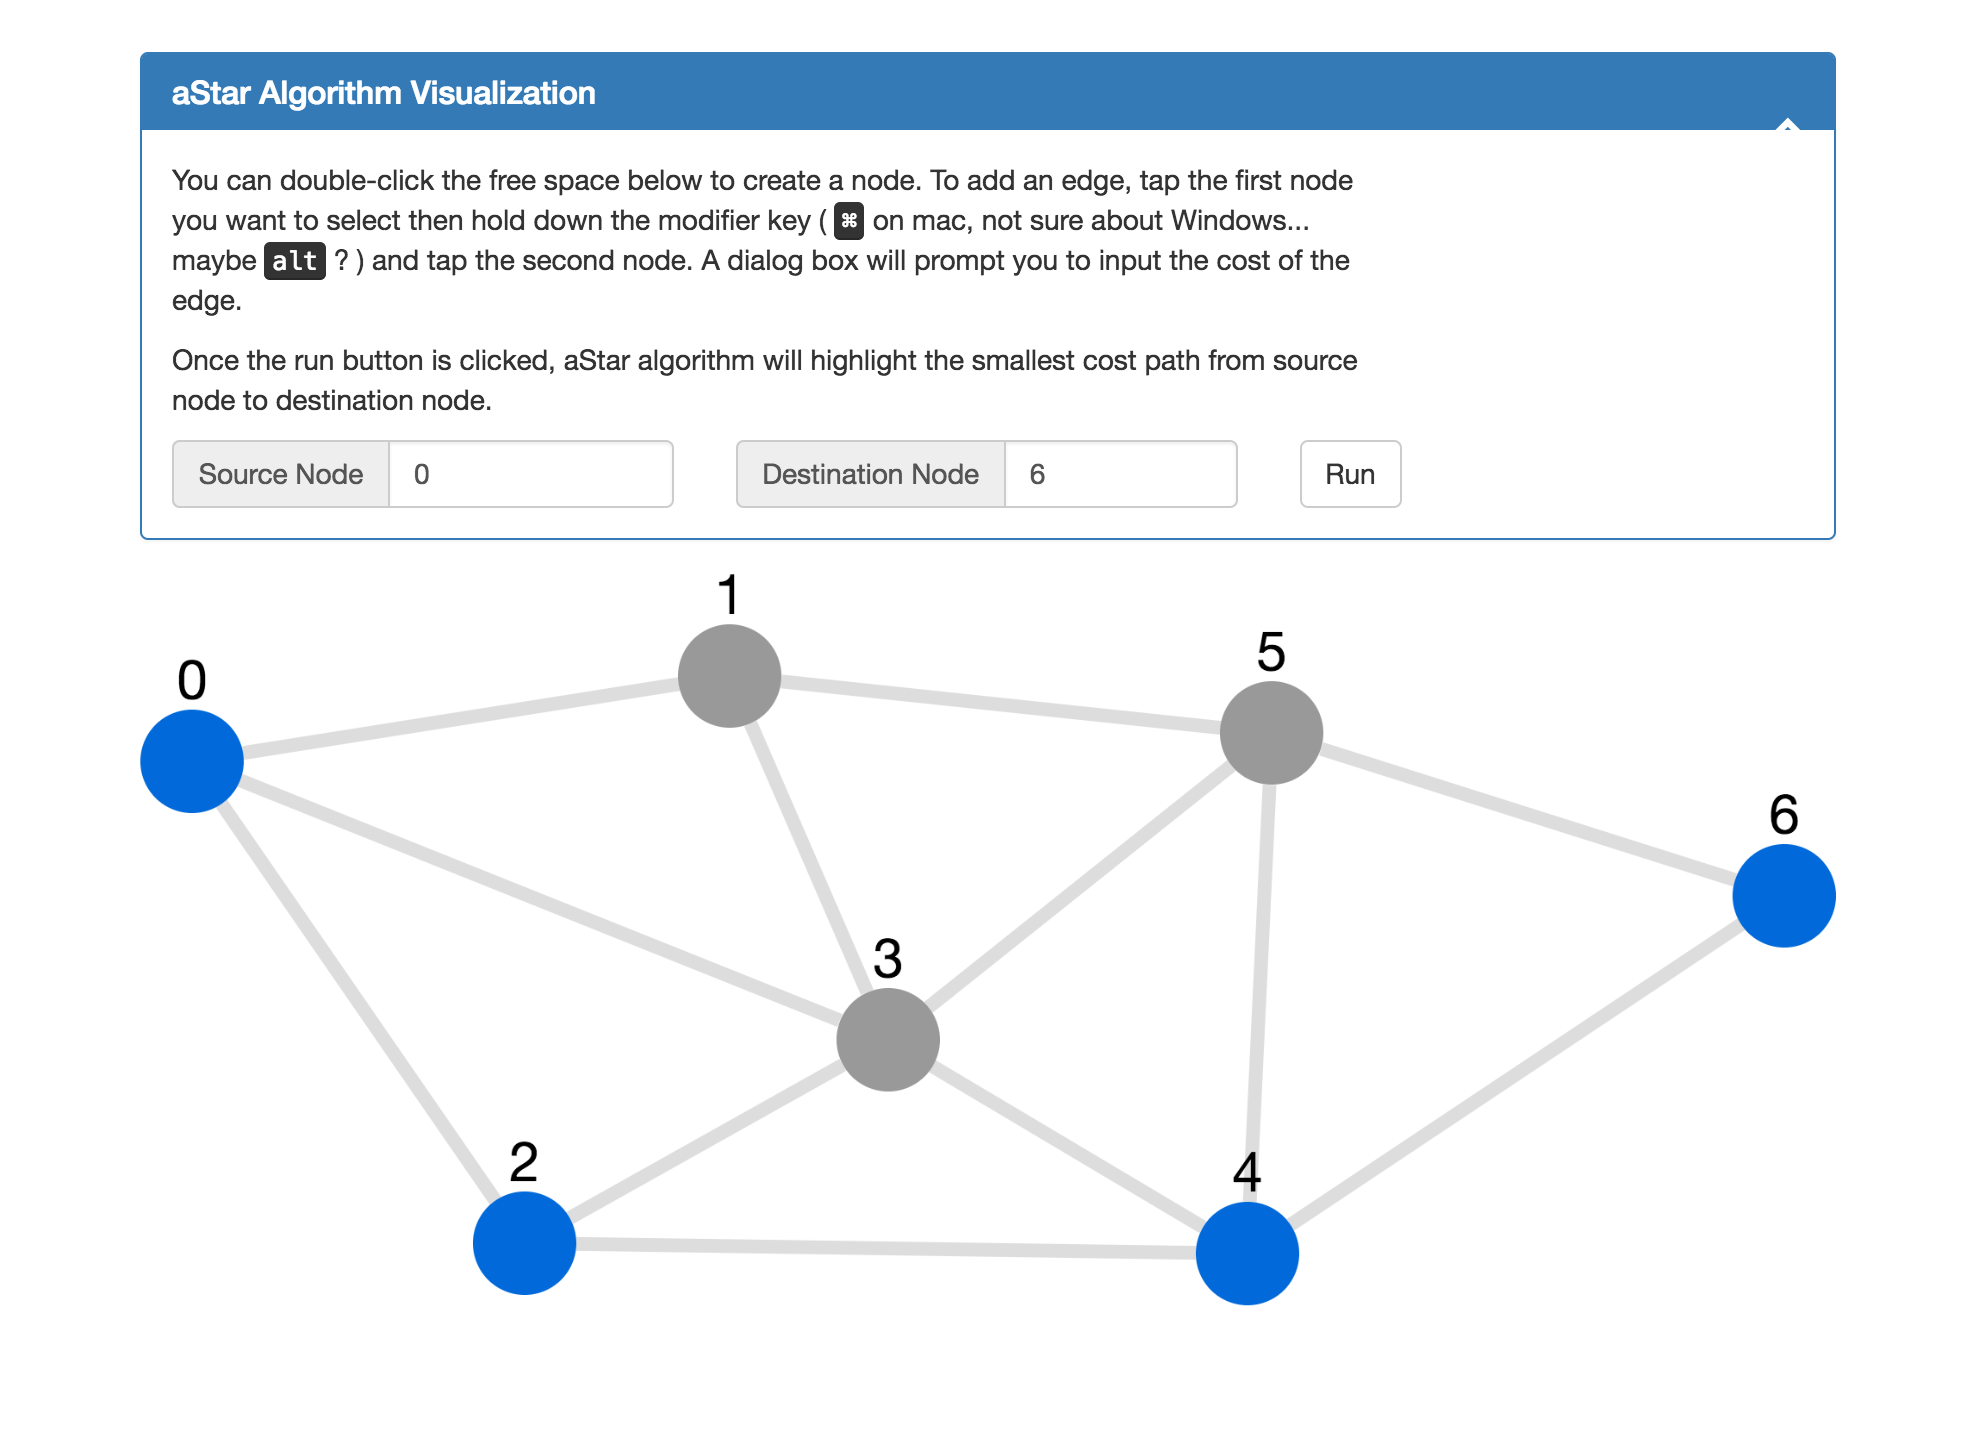 aStar Algorithm Visualization
You can double-click the free space below to create a node. To add an edge, tap the first node
you want to select then hold down the modifier key ( ⌘ on mac, not sure about Windows...
maybe alt ? ) and tap the second node. A dialog box will prompt you to input the cost of the
edge.
Once the run button is clicked, aStar algorithm will highlight the smallest cost path from source
node to destination node.
Source Node 0 Destination Node 6 Run
1
5
0
6
3
2
4